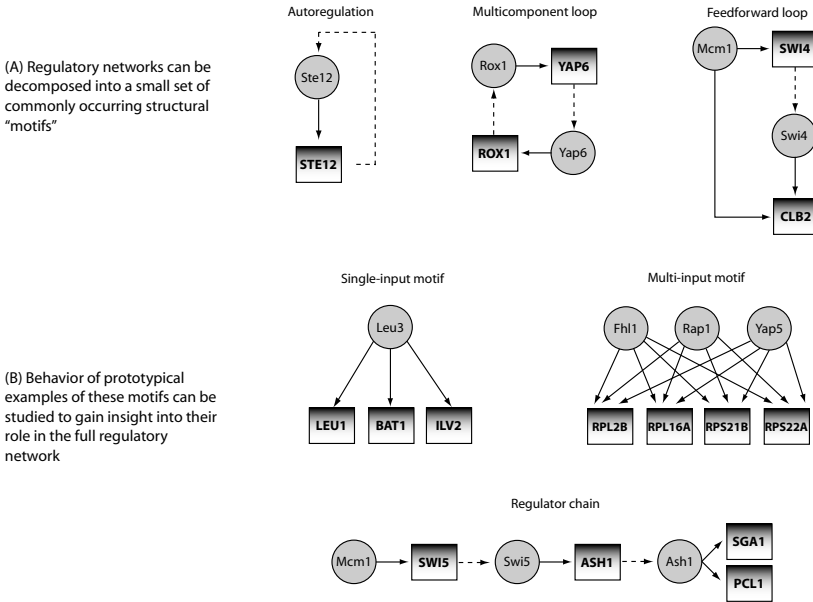 Autoregulation
Multicomponent loop
Feedforward loop
(A) Regulatory networks can be
decomposed into a small set of
commonly occurring structural
"motifs"
Ste12
STE12
Rox1
YAP6
ROX1
Yap6
Mcm1
SWI4
Swi4
CLB2
Single-input motif
Multi-input motif
(B) Behavior of prototypical
examples of these motifs can be
studied to gain insight into their
role in the full regulatory
network
Leu3
LEU1
BAT1
ILV2
Fhl1
Rap1
Yap5
RPL2B
RPL16A
RPS21B
RPS22A
Regulator chain
Mcm1
SWI5
Swi5
ASH1
Ash1
SGA1
PCL1